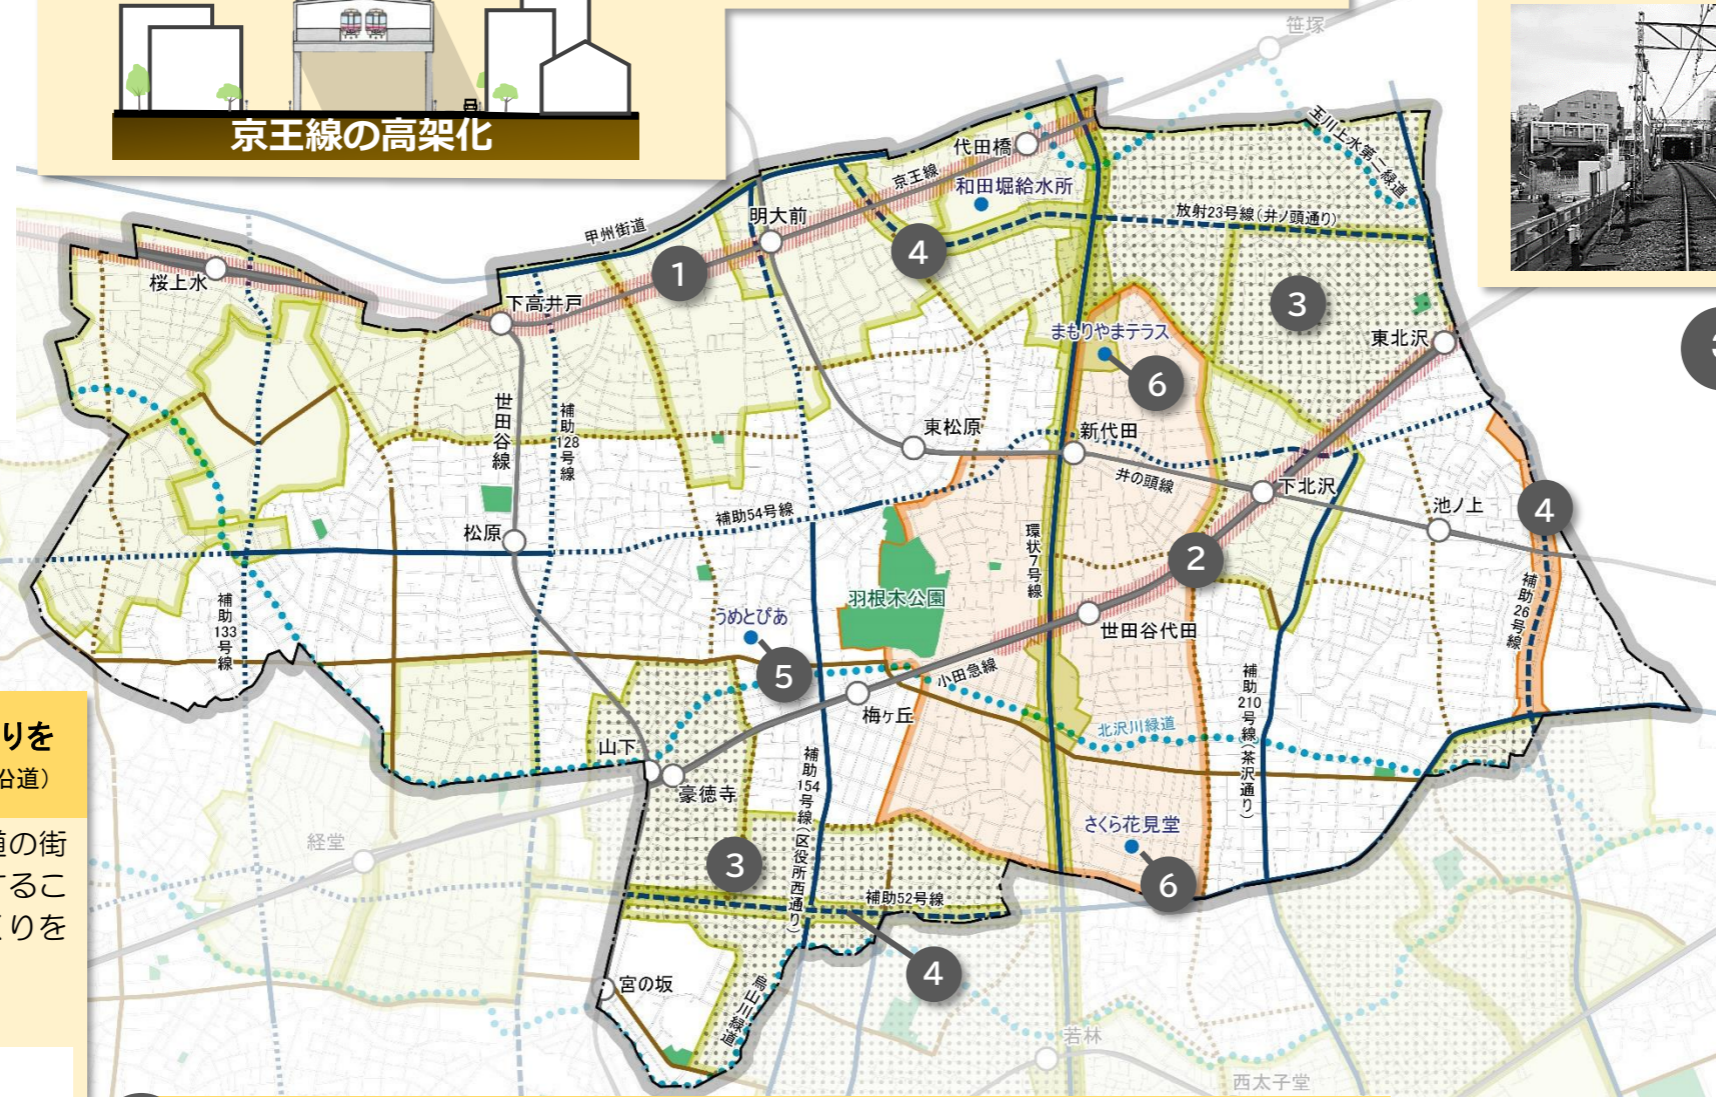 京王線の高架化
笹塚
玉川上水第二緑道
代田橋
京王線
和田堀給水所
明大前
放射23号線(井ノ頭通り)
甲州街道
4
1
桜上水
3
下高井戸
まもりやまテラス
東北沢
6
世田谷線
補助128号線
東松原
新代田
井の頭線
下北沢
池ノ上
4
補助54号線
松原
環状7号線
2
羽根木公園
補助133号線
うめとぴあ
世田谷代田
補助26号線
5
小田急線
梅ヶ丘
補助210号線(茶沢通り)
北沢川緑道
りを
沿道)
山下
豪徳寺
補助154号線(区役所西通り)
さくら花見堂
道の街
するこ
くりを
経堂
3
6
補助52号線
4
宮の坂
烏山川緑道
若林
西太子堂